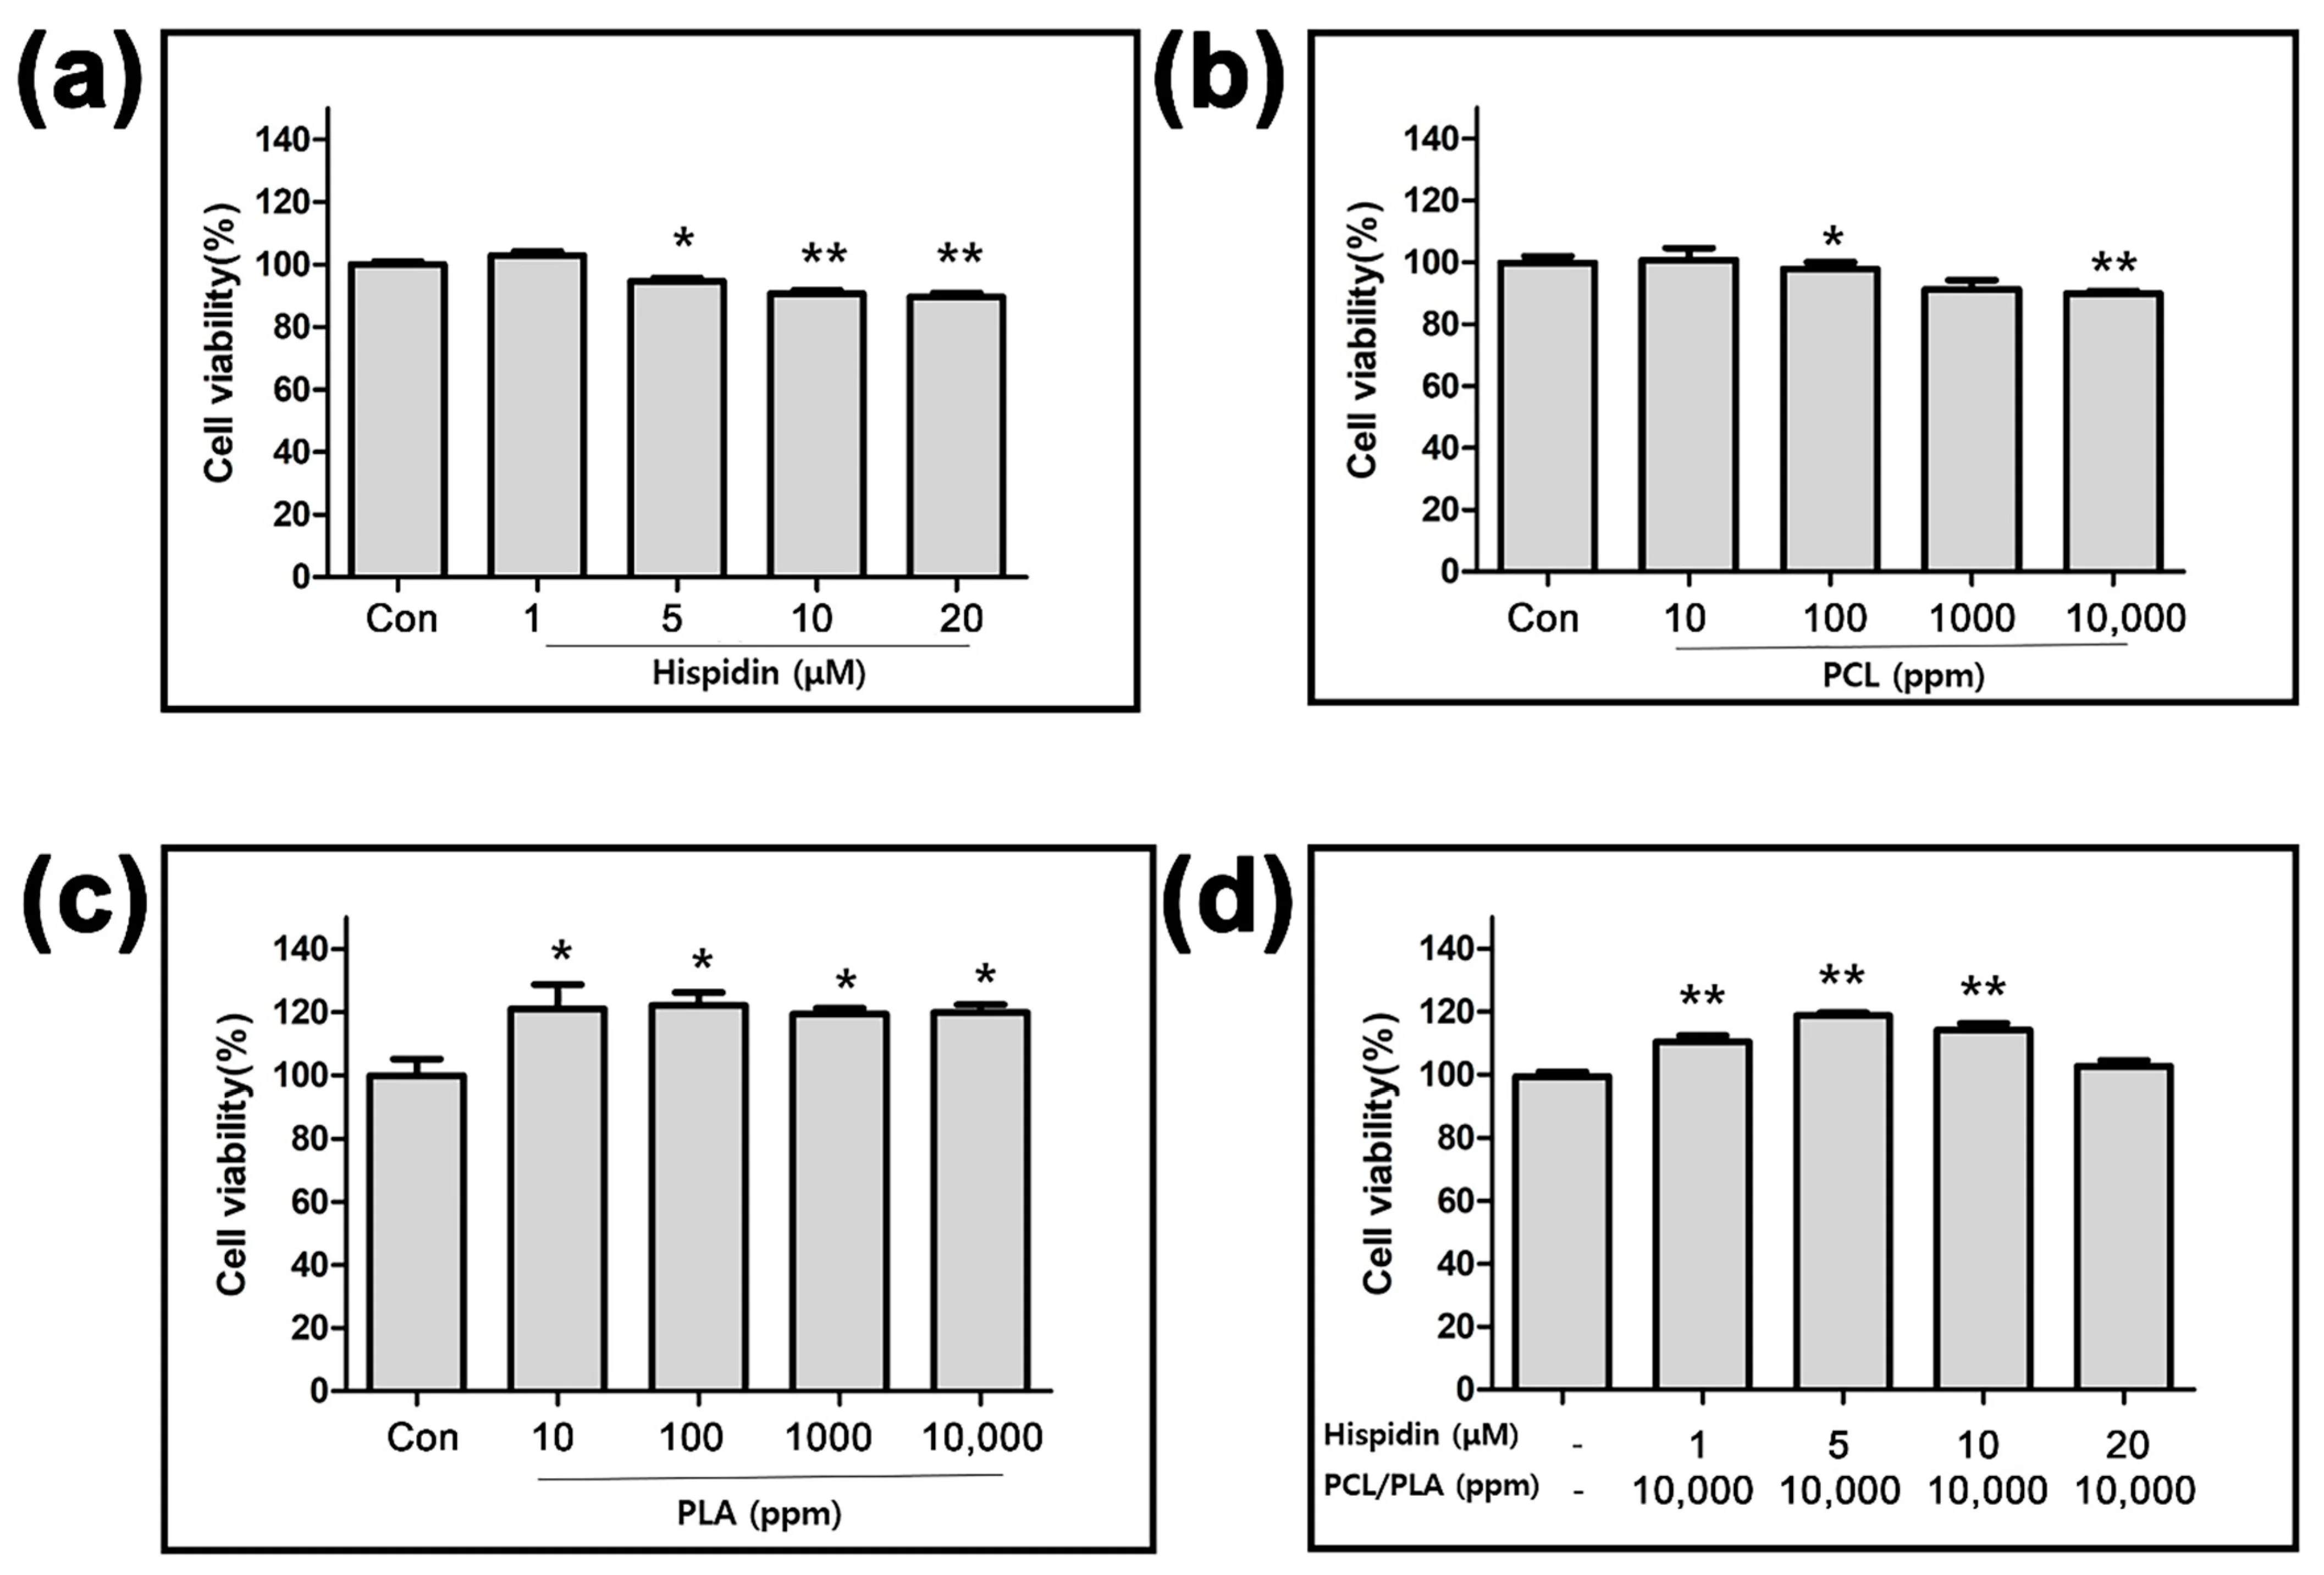 (a)
Cell viability(%)
140
120
100
80
60
40
20
0
*
**
**
Con 1 5 10 20
Hispidin (μM)
(b)
Cell viability(%)
140
120
100
80
60
40
20
0
*
**
Con 10 100 1000 10,000
PCL (ppm)
(c)
Cell viability(%)
140
120
100
80
60
40
20
0
*
*
*
*
Con 10 100 1000 10,000
PLA (ppm)
(d)
Cell viability(%)
140
120
100
80
60
40
20
0
**
**
**
Hispidin (μM) - 1 5 10 20
PCL/PLA (ppm) - 10,000 10,000 10,000 10,000